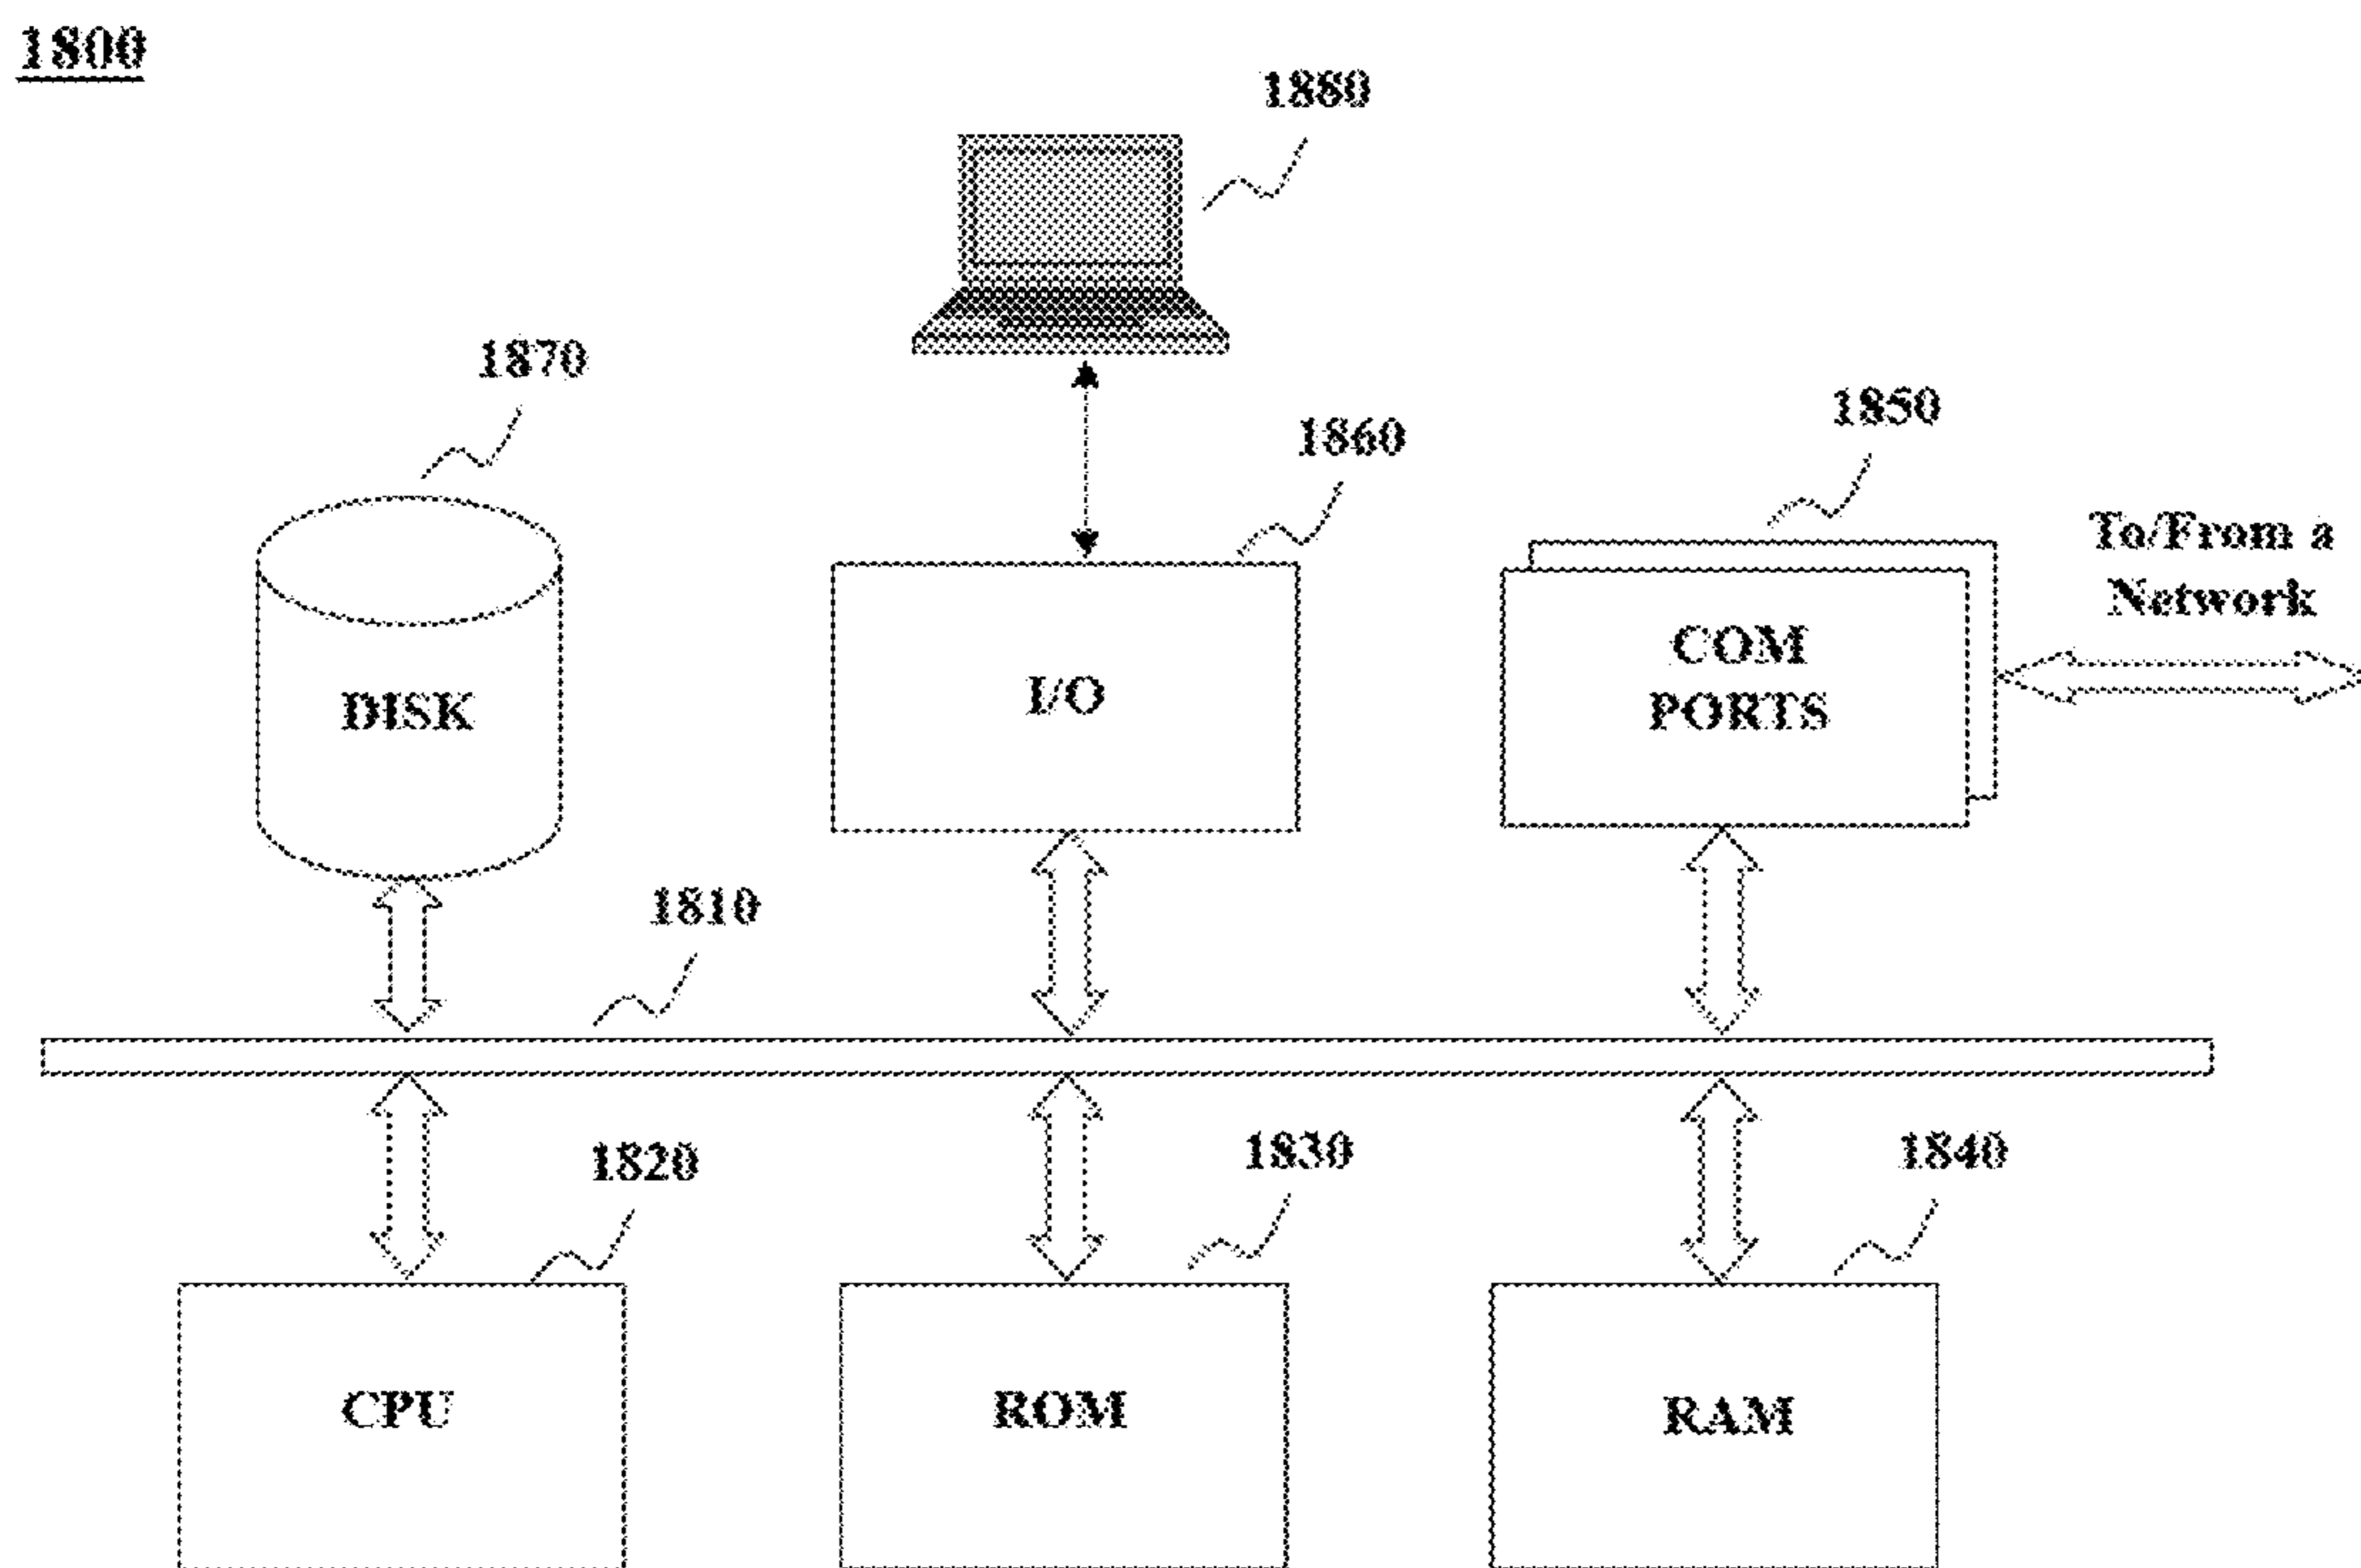 1800
1880
1870
1860
1850
To/From a
Network
COM
PORTS
I/O
DISK
1810
1820
1830
1840
CPU
ROM
RAM